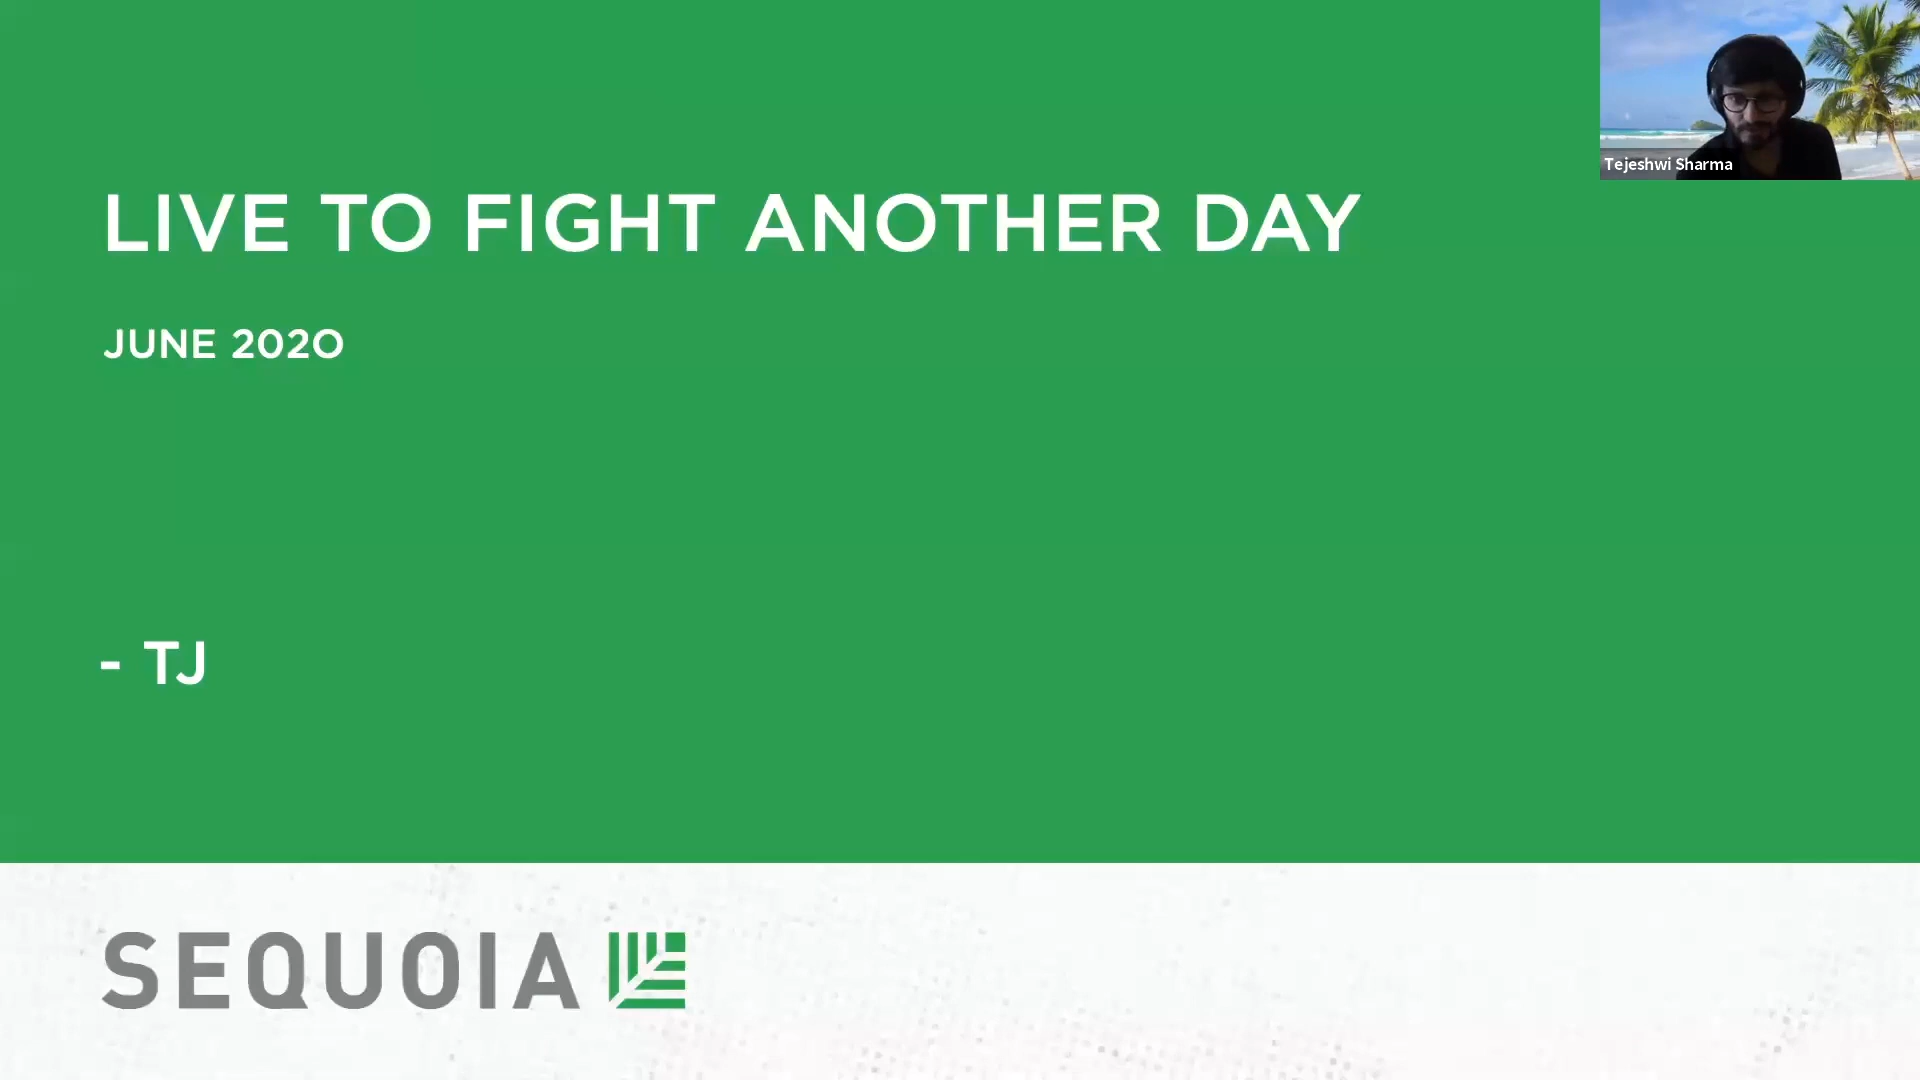 LIVE TO FIGHT ANOTHER DAY
JUNE 2020
- TJ
SEQUOIA
Tejeshwi Sharma